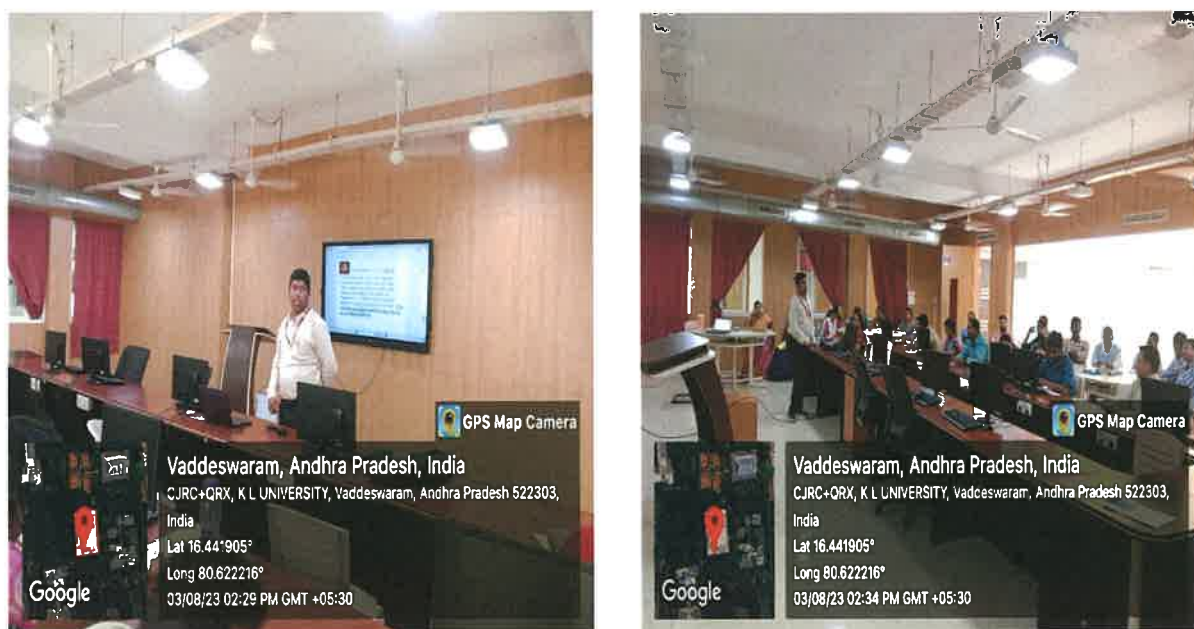 GPS Map Camera
Vaddeswaram, Andhra Pradesh, India
CJRC+QRX, K L UNIVERSITY, Vaddeswaram, Andhra Pradesh 522303,
India
Lat 16.441905°
Long 80.622216°
03/08/23 02:29 PM GMT +05:30
Google
GPS Map Camera
Vaddeswaram, Andhra Pradesh, India
CJRC+QRX, K L UNIVERSITY, Vaddeswaram, Andhra Pradesh 522303,
India
Lat 16.441905°
Long 80.622216°
03/08/23 02:34 PM GMT +05:30
Google